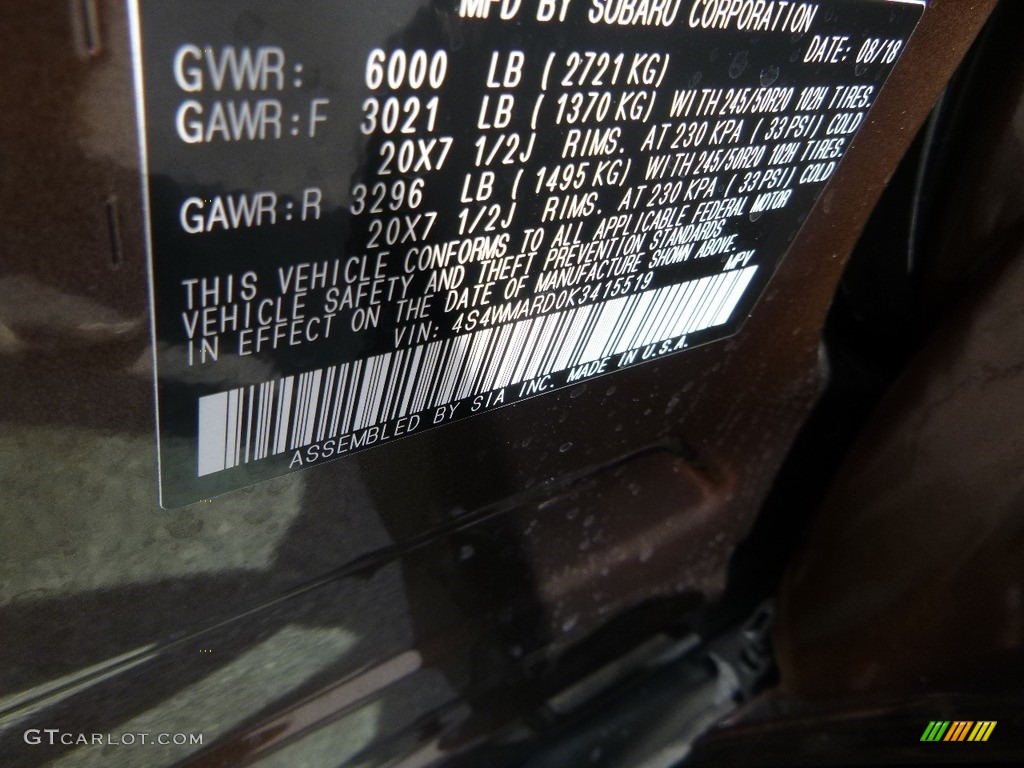 MFD BY SUBARU CORPORATION
DATE: 08/18
GVWR: 6000 LB (2721 KG)
GAWR: F 3021 LB (1370 KG) WITH 245/50R20 102H TIRES.
20X7 1/2J RIMS. AT 230 KPA (33 PSI) COLD
GAWR: R 3296 LB (1495 KG) WITH 245/50R20 102H TIRES.
20X7 1/2J RIMS. AT 230 KPA (33 PSI) COLD
THIS VEHICLE CONFORMS TO ALL APPLICABLE FEDERAL MOTOR
VEHICLE SAFETY AND THEFT PREVENTION STANDARDS
IN EFFECT ON THE DATE OF MANUFACTURE SHOWN ABOVE.
VIN: 4S4WMARD0K3415519 MPV
ASSEMBLED BY SIA INC. MADE IN U.S.A.
GTCARLOT.COM